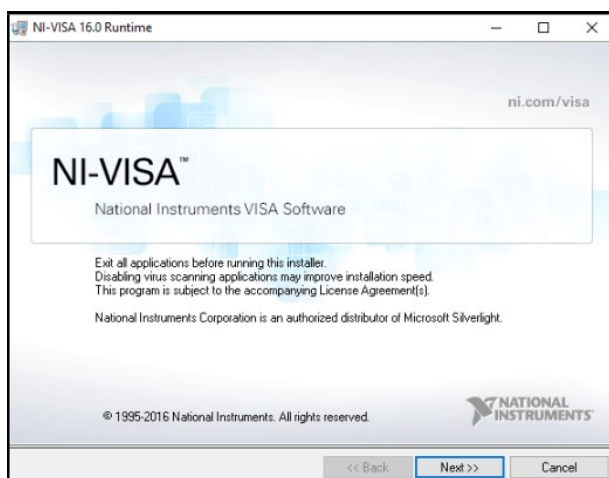 NI-VISA 16.0 Runtime
ni.com/visa
NI-VISA™
National Instruments VISA Software
Exit all applications before running this installer.
Disabling virus scanning applications may improve installation speed.
This program is subject to the accompanying License Agreement(s).
National Instruments Corporation is an authorized distributor of Microsoft Silverlight.
© 1995-2016 National Instruments. All rights reserved.
NATIONAL
INSTRUMENTS™
<< Back Next >> Cancel